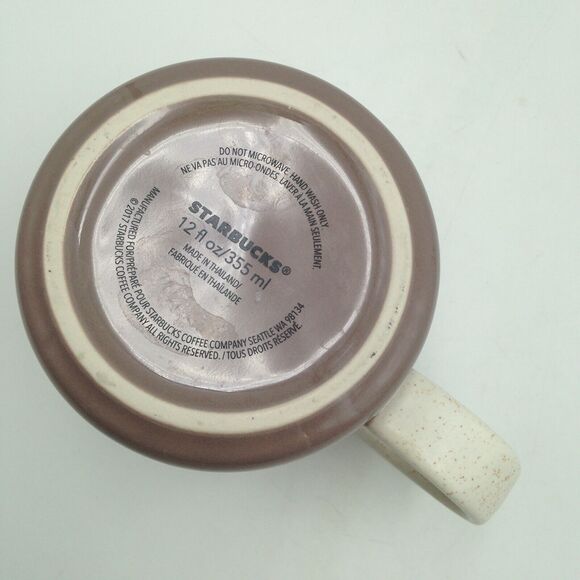 DO NOT MICROWAVE. HAND WASH ONLY.
NE VA PAS AU MICRO-ONDES. LAVER À LA MAIN SEULEMENT.
STARBUCKS®
12 fl oz/355 ml
MADE IN THAILAND/
FABRIQUÉ EN THAÏLANDE
MANUFACTURED FOR/PRÉPARÉ POUR STARBUCKS COFFEE COMPANY SEATTLE WA 98134
© 2017 STARBUCKS COFFEE COMPANY ALL RIGHTS RESERVED. / TOUS DROITS RÉSERVÉ.